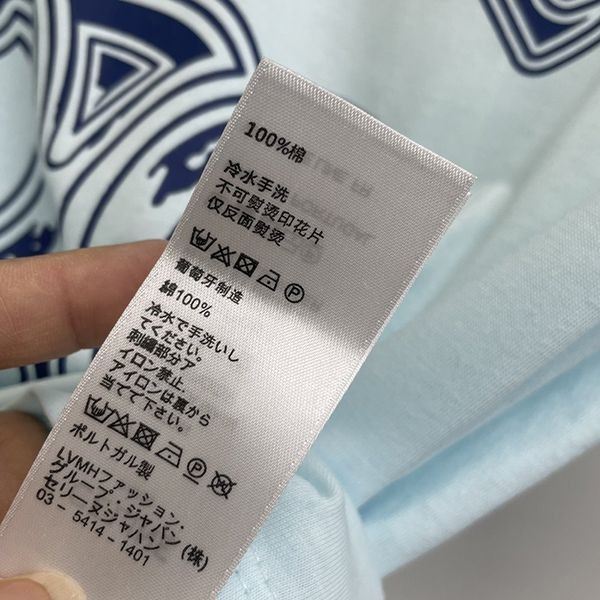 100%棉
冷水手洗
不可熨烫印花片
仅反面熨烫
葡萄牙制造
綿100%
冷水で手洗いし
てください。
刺繍部分ア
イロン禁止
アイロンは裏から
当てて下さい。
ポルトガル製
LVMHファッション・
グループ・ジャパン
セリーヌジャパン(株)
03- 5414-1401